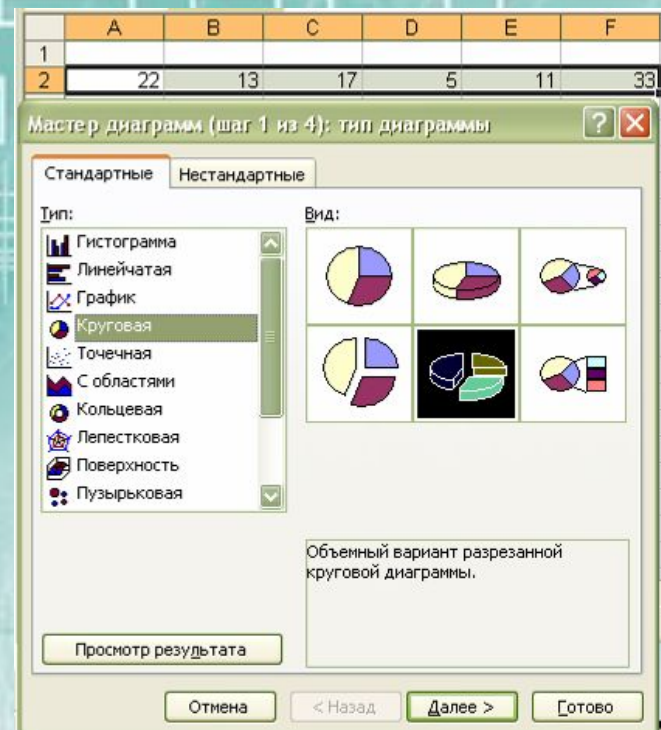 A B C D E F
1
2 22 13 17 5 11 33
Мастер диаграмм (шаг 1 из 4): тип диаграммы
Стандартные Нестандартные
Тип: Вид:
Гистограмма
Линейчатая
График
Круговая
Точечная
С областями
Кольцевая
Лепестковая
Поверхность
Пузырьковая
Объемный вариант разрезанной
круговой диаграммы.
Просмотр результата
Отмена < Назад Далее > Готово